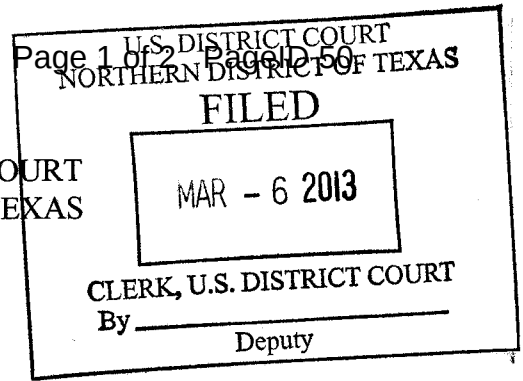 U.S. DISTRICT COURT
Page 1 of 2 PageID 50
NORTHERN DISTRICT OF TEXAS
FILED
OURT
EXAS
MAR - 6 2013
CLERK, U.S. DISTRICT COURT
By
Deputy